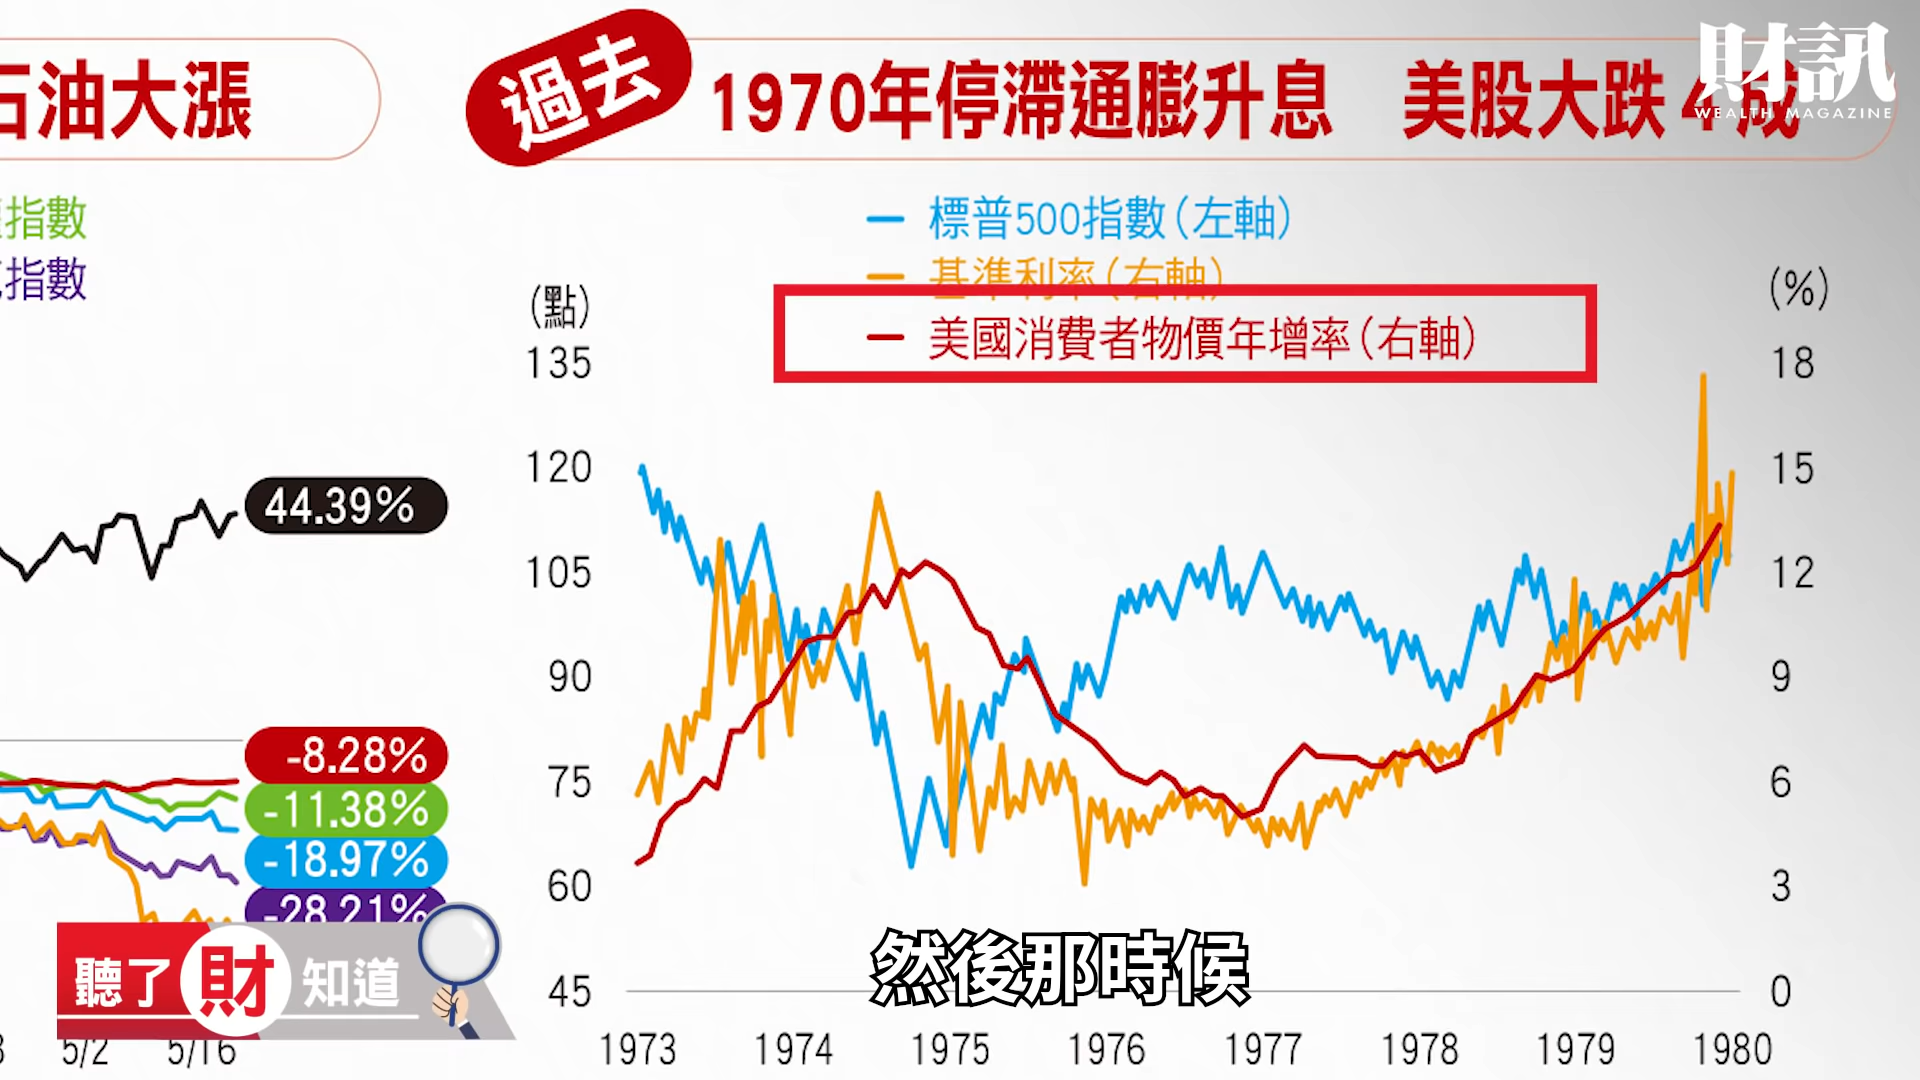 石油大漲
過去
1970年停滯通膨升息 美股大跌4成
財訊
WEALTH MAGAZINE
指數
指數
標普500指數(左軸)
基準利率(右軸)
美國消費者物價年增率(右軸)
(點)
135
120
105
90
75
60
45
(%)
18
15
12
9
6
3
0
44.39%
-8.28%
-11.38%
-18.97%
-28.21%
聽了財知道
然後那時候
5/2
5/16
1973
1974
1975
1976
1977
1978
1979
1980